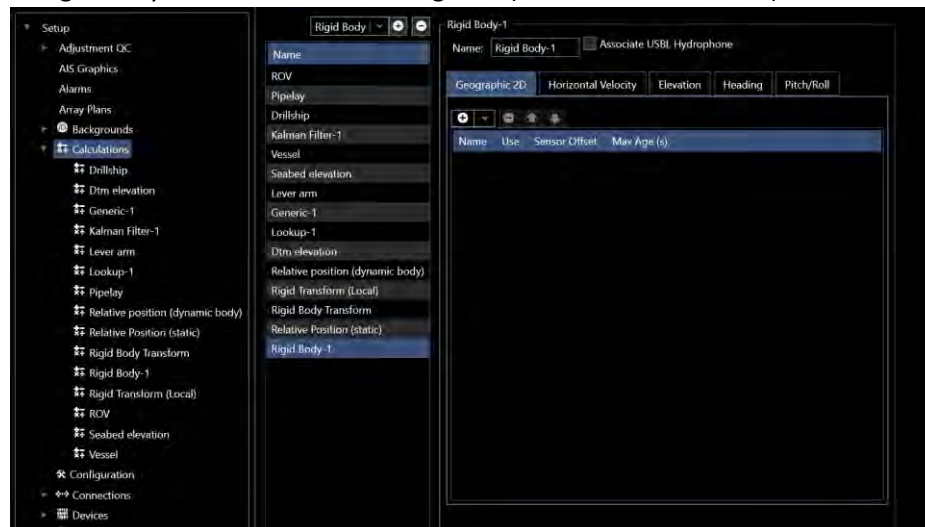 Setup
Adjustment QC
AIS Graphics
Alarms
Array Plans
Backgrounds
Calculations
Drillship
Dtm elevation
Generic-1
Kalman Filter-1
Lever arm
Lookup-1
Pipelay
Relative position (dynamic body)
Relative Position (static)
Rigid Body Transform
Rigid Body-1
Rigid Transform (Local)
ROV
Seabed elevation
Vessel
Configuration
Connections
Devices
Rigid Body
Name
ROV
Pipelay
Drillship
Kalman Filter-1
Vessel
Seabed elevation
Lever arm
Generic-1
Lookup-1
Dtm elevation
Relative position (dynamic body)
Rigid Transform (Local)
Rigid Body Transform
Relative Position (static)
Rigid Body-1
Rigid Body-1
Name: Rigid Body-1 Associate USBL Hydrophone
Geographic 2D Horizontal Velocity Elevation Heading Pitch/Roll
Name Use Sensor Offset Max Age (s)